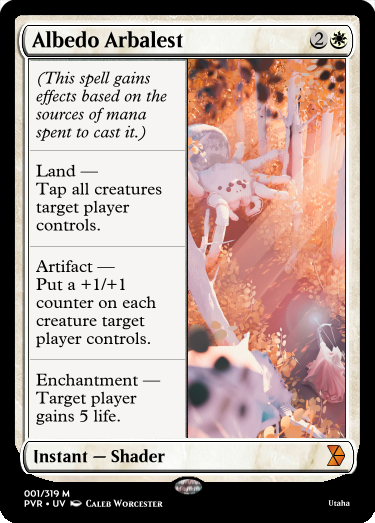 Albedo Arbalest 2
(This spell gains
effects based on the
sources of mana
spent to cast it.)
Land —
Tap all creatures
target player
controls.
Artifact —
Put a +1/+1
counter on each
creature target
player controls.
Enchantment —
Target player
gains 5 life.
Instant — Shader
001/319 M
PVR • UV Caleb Worcester
Utaha